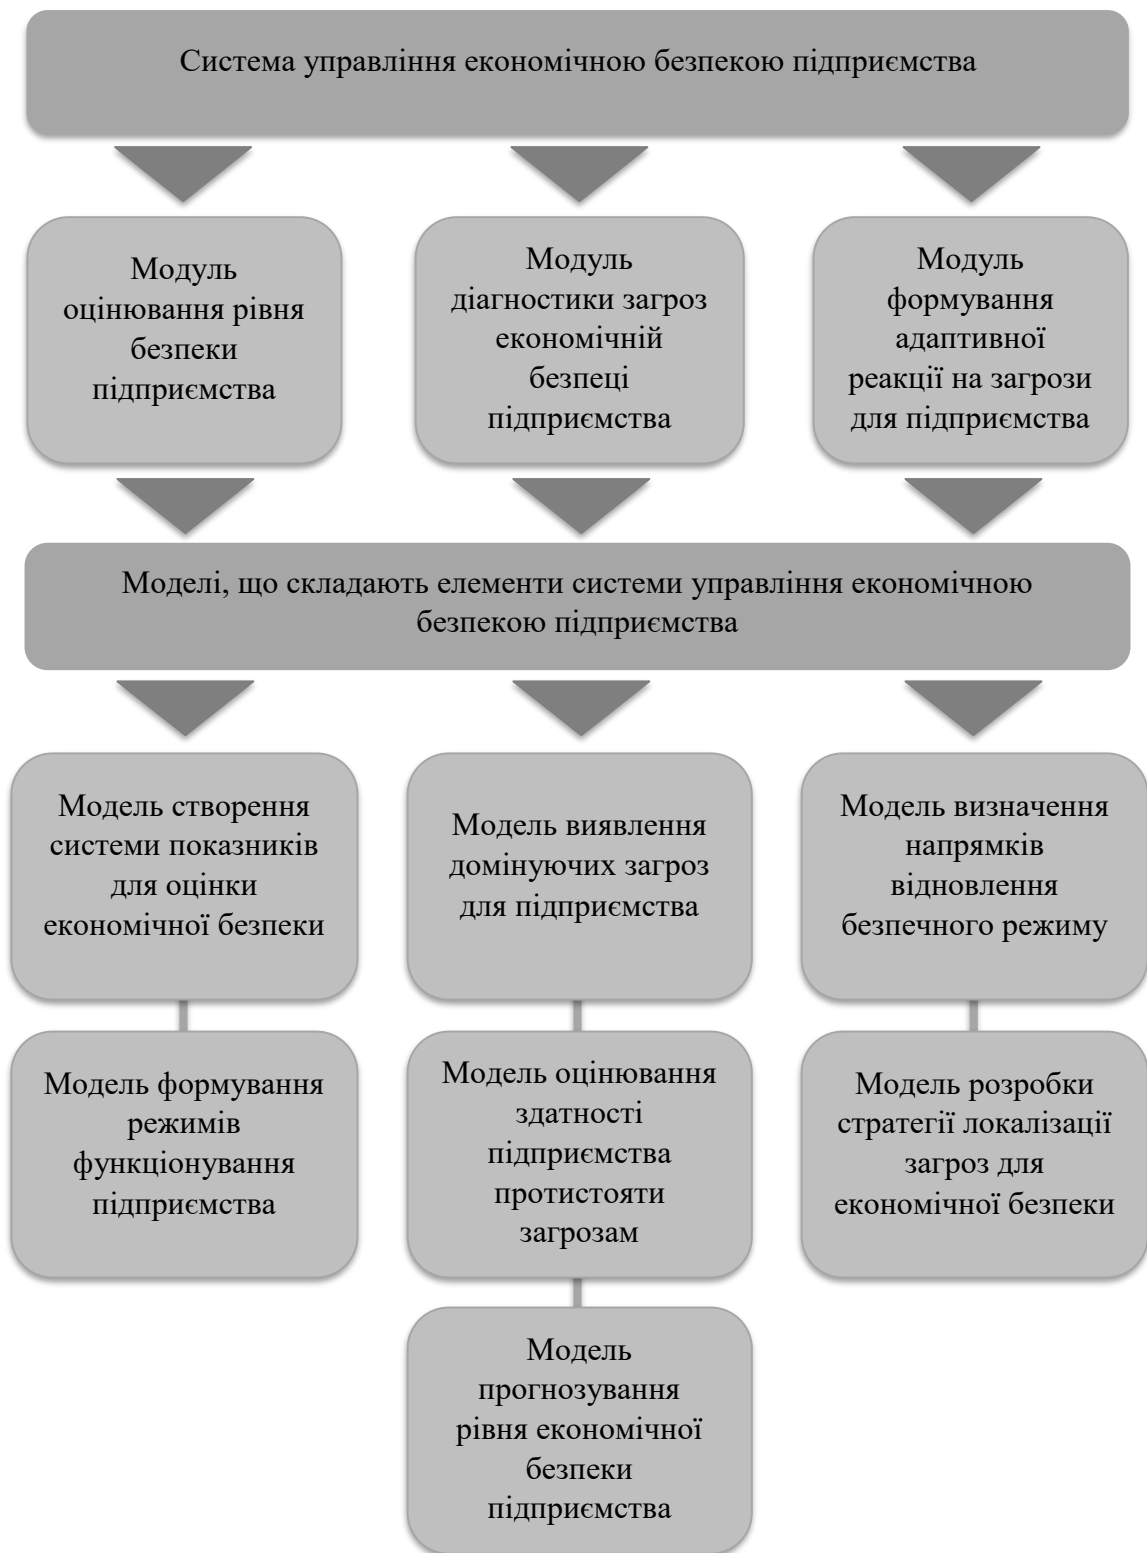 Система управління економічною безпекою підприємства
Модуль
оцінювання рівня
безпеки
підприємства
Модуль
діагностики загроз
економічній
безпеці
підприємства
Модуль
формування
адаптивної
реакції на загрози
для підприємства
Моделі, що складають елементи системи управління економічною
безпекою підприємства
Модель створення
системи показників
для оцінки
економічної безпеки
Модель виявлення
домінуючих загроз
для підприємства
Модель визначення
напрямків
відновлення
безпечного режиму
Модель формування
режимів
функціонування
підприємства
Модель оцінювання
здатності
підприємства
протистояти
загрозам
Модель розробки
стратегії локалізації
загроз для
економічної безпеки
Модель
прогнозування
рівня економічної
безпеки
підприємства